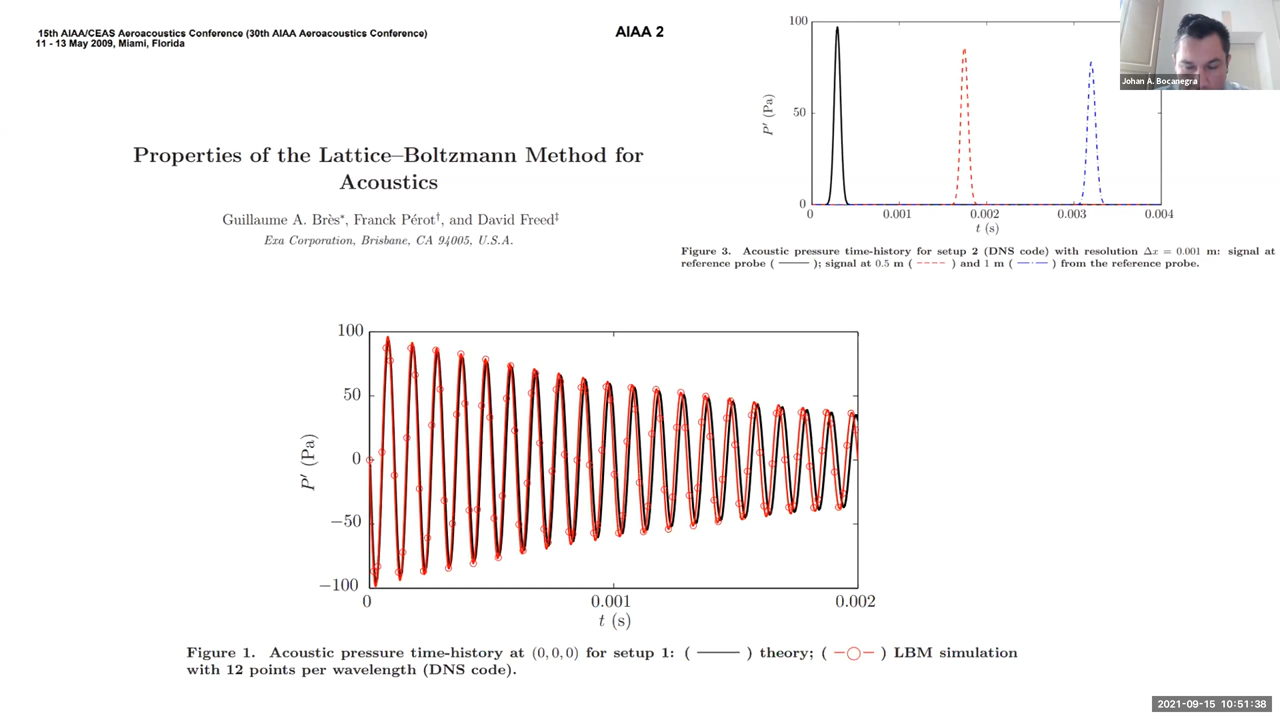 15th AIAA/CEAS Aeroacoustics Conference (30th AIAA Aeroacoustics Conference)
11 - 13 May 2009, Miami, Florida
AIAA 2
Properties of the Lattice–Boltzmann Method for
Acoustics
Guillaume A. Brès*, Franck Pérot†, and David Freed‡
Exa Corporation, Brisbane, CA 94005, U.S.A.
100
50
0
P′ (Pa)
0 0.001 0.002 0.003 0.004
t (s)
Figure 3. Acoustic pressure time-history for setup 2 (DNS code) with resolution Δx = 0.001 m: signal at
reference probe ( —— ); signal at 0.5 m ( ---- ) and 1 m ( —·— ) from the reference probe.
Johan A. Bocanegra
100
50
0
−50
−100
P′ (Pa)
0 0.001 0.002
t (s)
Figure 1. Acoustic pressure time-history at (0,0,0) for setup 1: ( —— ) theory; ( —○— ) LBM simulation
with 12 points per wavelength (DNS code).
2021-09-15 10:51:38